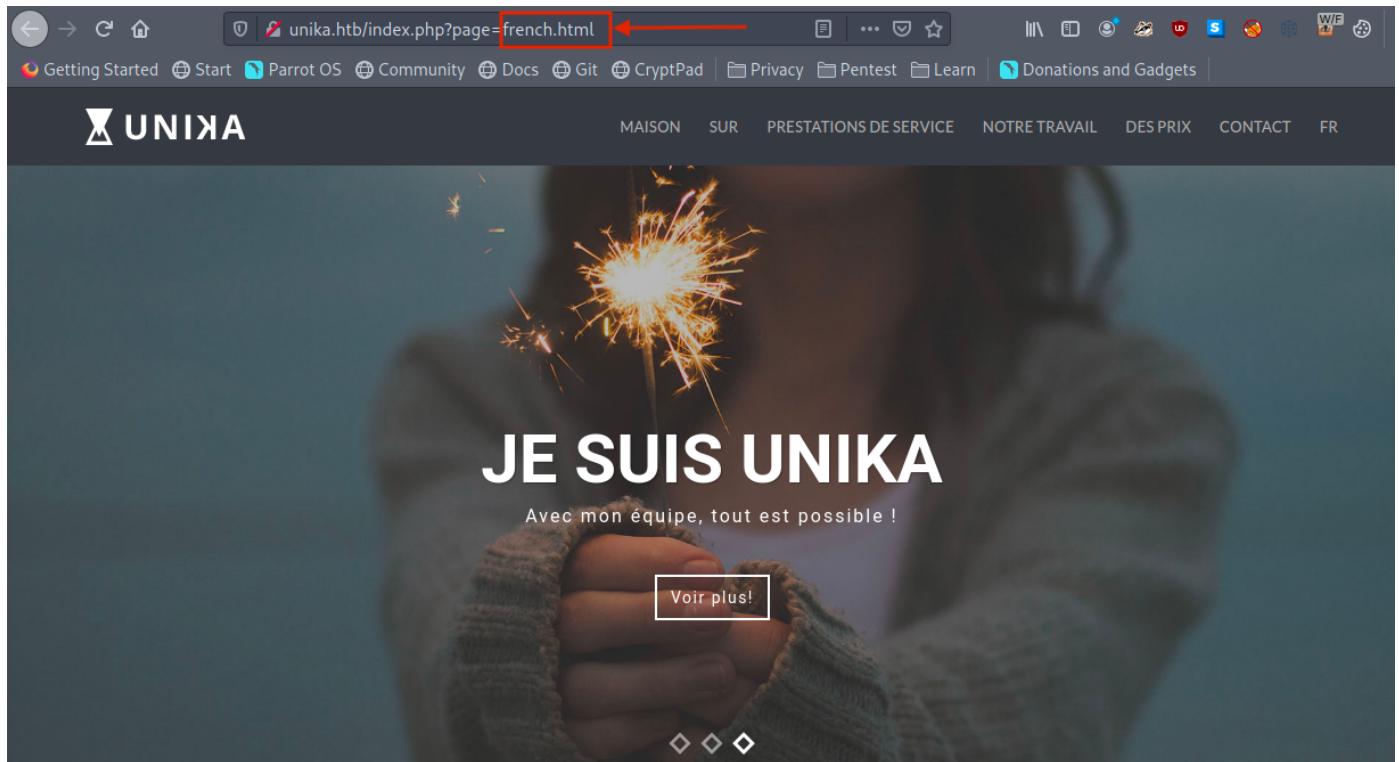 unika.htb/index.php?page=french.html
Getting Started Start Parrot OS Community Docs Git CryptPad Privacy Pentest Learn Donations and Gadgets
UNIKA MAISON SUR PRESTATIONS DE SERVICE NOTRE TRAVAIL DES PRIX CONTACT FR
JE SUIS UNIKA
Avec mon équipe, tout est possible !
Voir plus!